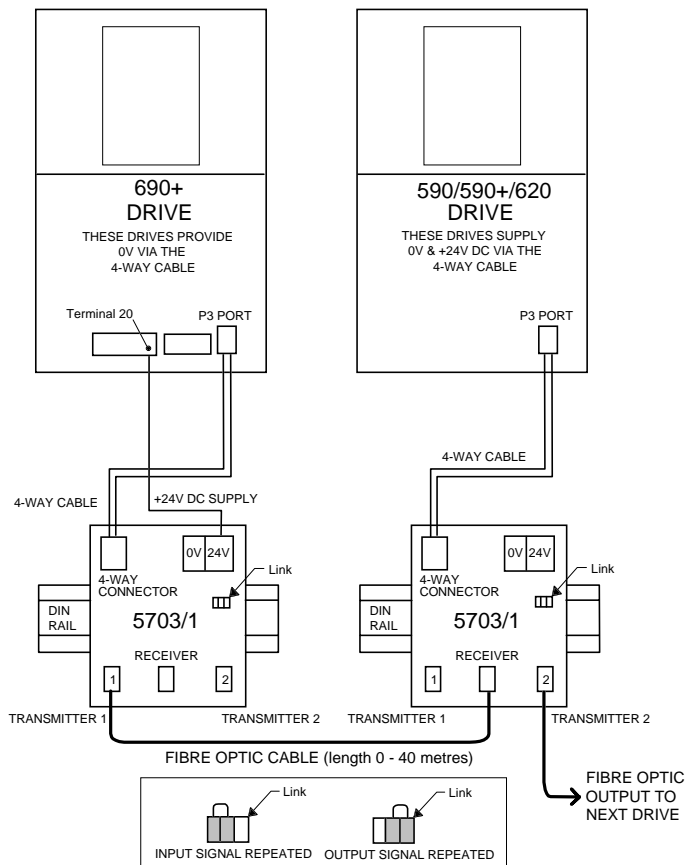 690+
DRIVE
THESE DRIVES PROVIDE
0V VIA THE
4-WAY CABLE
Terminal 20
P3 PORT
590/590+/620
DRIVE
THESE DRIVES SUPPLY
0V & +24V DC VIA THE
4-WAY CABLE
P3 PORT
4-WAY CABLE
+24V DC SUPPLY
4-WAY CABLE
0V 24V
4-WAY
CONNECTOR
Link
DIN
RAIL
5703/1
RECEIVER
1
2
TRANSMITTER 1
TRANSMITTER 2
0V 24V
4-WAY
CONNECTOR
Link
DIN
RAIL
5703/1
RECEIVER
1
2
TRANSMITTER 1
TRANSMITTER 2
FIBRE OPTIC CABLE (length 0 - 40 metres)
FIBRE OPTIC
OUTPUT TO
NEXT DRIVE
Link
INPUT SIGNAL REPEATED
Link
OUTPUT SIGNAL REPEATED